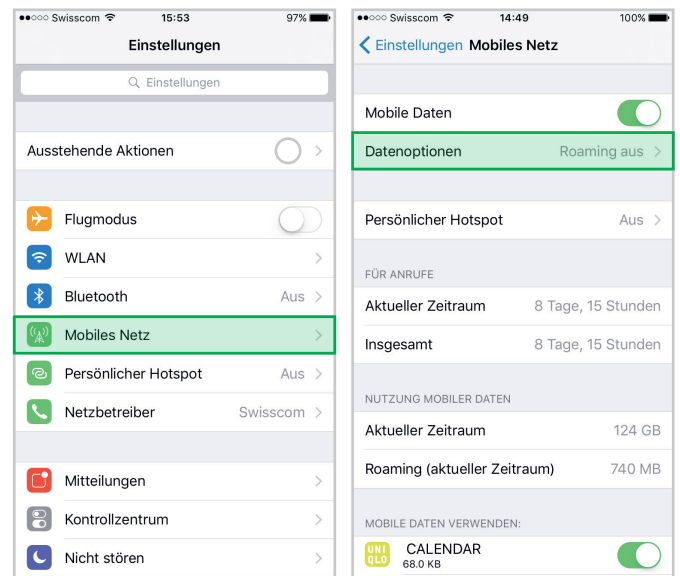 Swisscom 15:53 97%
Einstellungen
Einstellungen
Ausstehende Aktionen
Flugmodus
WLAN
Bluetooth Aus
Mobiles Netz
Persönlicher Hotspot Aus
Netzbetreiber Swisscom
Mitteilungen
Kontrollzentrum
Nicht stören
Swisscom 14:49 100%
Einstellungen Mobiles Netz
Mobile Daten
Datenoptionen Roaming aus
Persönlicher Hotspot Aus
FÜR ANRUFE
Aktueller Zeitraum 8 Tage, 15 Stunden
Insgesamt 8 Tage, 15 Stunden
NUTZUNG MOBILER DATEN
Aktueller Zeitraum 124 GB
Roaming (aktueller Zeitraum) 740 MB
MOBILE DATEN VERWENDEN:
UNI
QLO
CALENDAR
68.0 KB